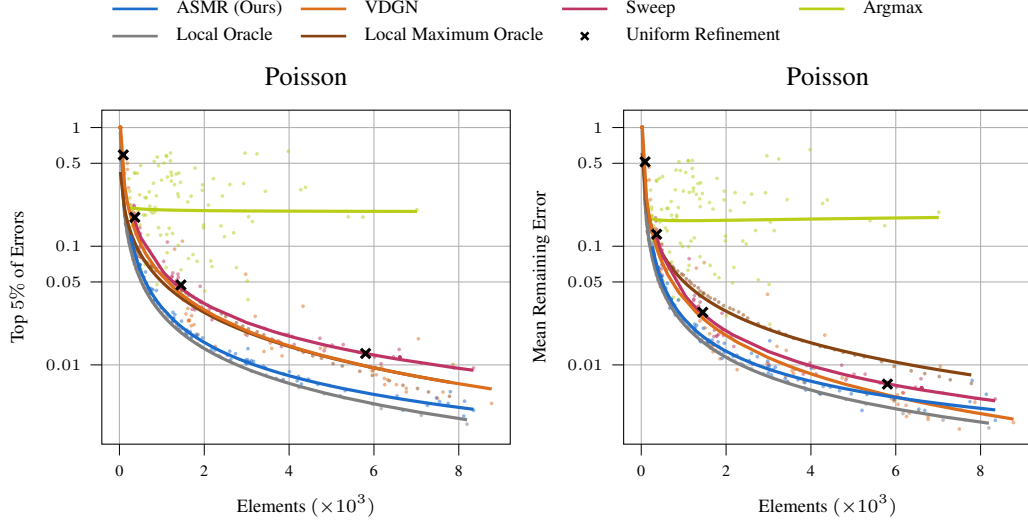 ASMR (Ours) VDGN Sweep Argmax
Local Oracle Local Maximum Oracle Uniform Refinement
Poisson
1
0.5
0.1
0.05
0.01
Top 5% of Errors
0 2 4 6 8
Elements (×10³)
Poisson
1
0.5
0.1
0.05
0.01
Mean Remaining Error
0 2 4 6 8
Elements (×10³)